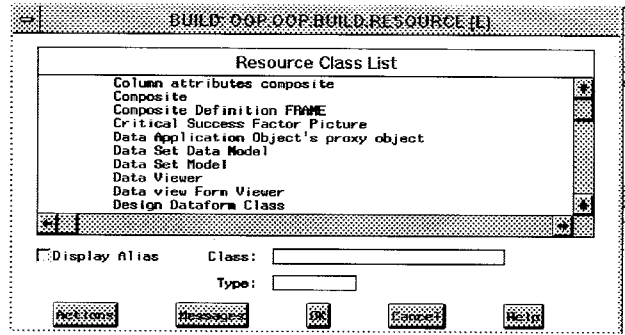 BUILD: OOP.OOP.BUILD.RESOURCE (E)
Resource Class List
Column attributes composite
Composite
Composite Definition FRAME
Critical Success Factor Picture
Data Application Object's proxy object
Data Set Data Model
Data Set Model
Data Viewer
Data view Form Viewer
Design Dataform Class
Display Alias Class:
Type:
Actions Messages OK Cancel Help